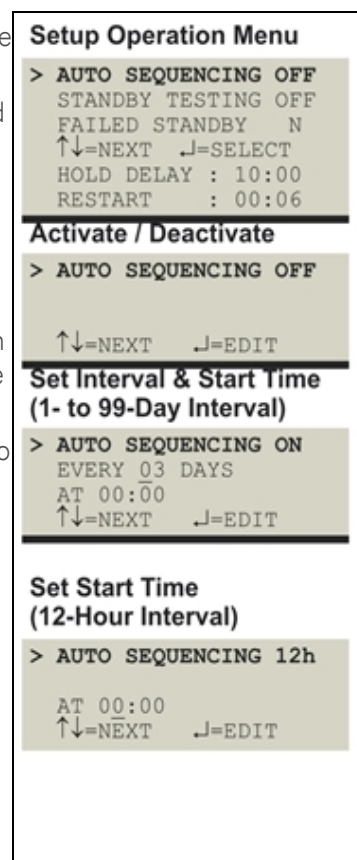 Setup Operation Menu
> AUTO SEQUENCING OFF
STANDBY TESTING OFF
FAILED STANDBY N
↑↓=NEXT ↵=SELECT
HOLD DELAY : 10:00
RESTART : 00:06
Activate / Deactivate
> AUTO SEQUENCING OFF
↑↓=NEXT ↵=EDIT
Set Interval & Start Time
(1- to 99-Day Interval)
> AUTO SEQUENCING ON
EVERY 03 DAYS
AT 00:00
↑↓=NEXT ↵=EDIT
Set Start Time
(12-Hour Interval)
> AUTO SEQUENCING 12h
AT 00:00
↑↓=NEXT ↵=EDIT